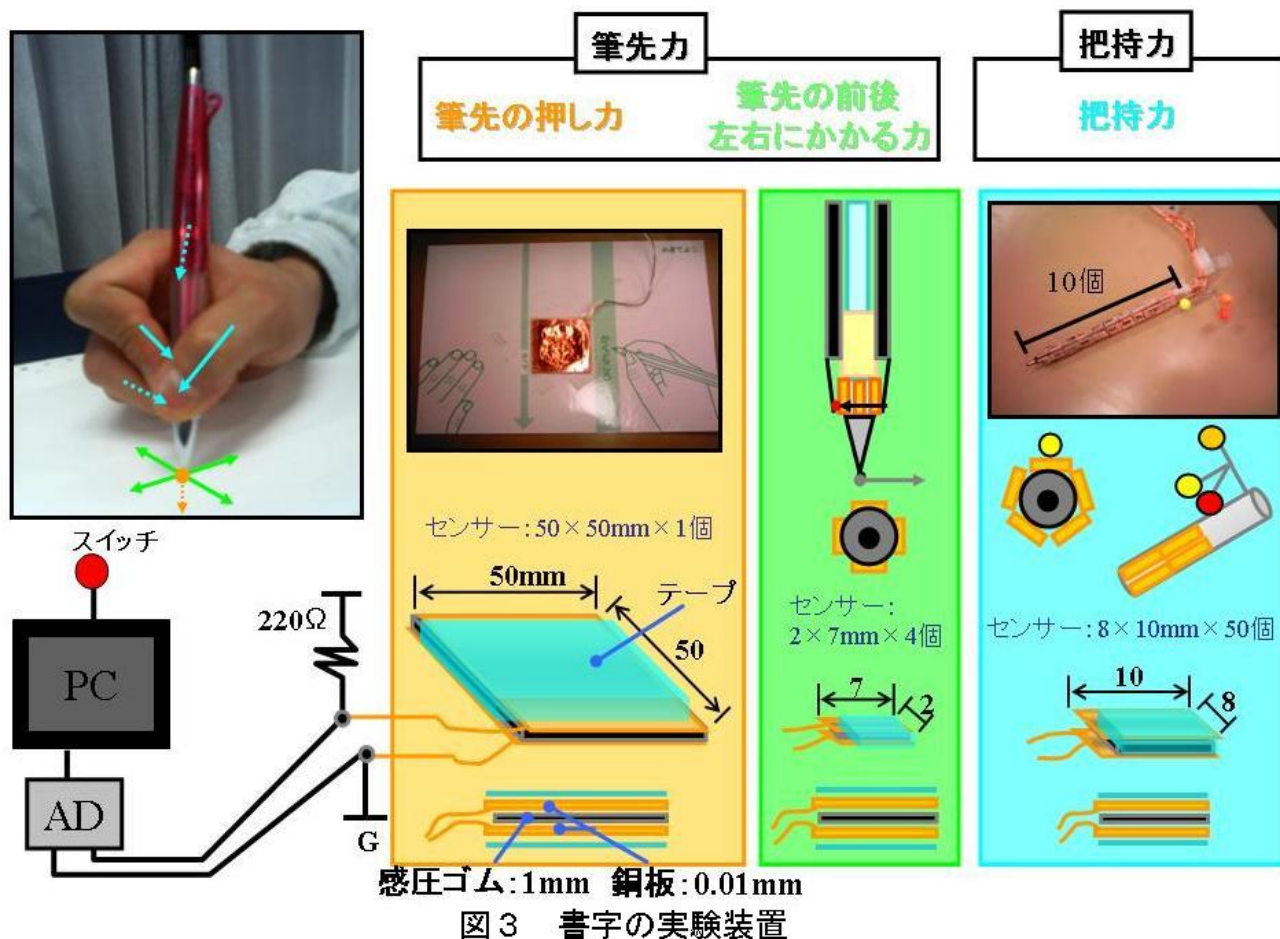 筆先力
把持力
筆先の押し力
筆先の前後
左右にかかる力
把持力
10個
スイッチ
センサー：50×50mm×1個
50mm
テープ
220Ω
50
センサー：
2×7mm×4個
センサー：8×10mm×50個
7
2
10
8
PC
AD
G
感圧ゴム：1mm 銅板：0.01mm
図３ 書字の実験装置